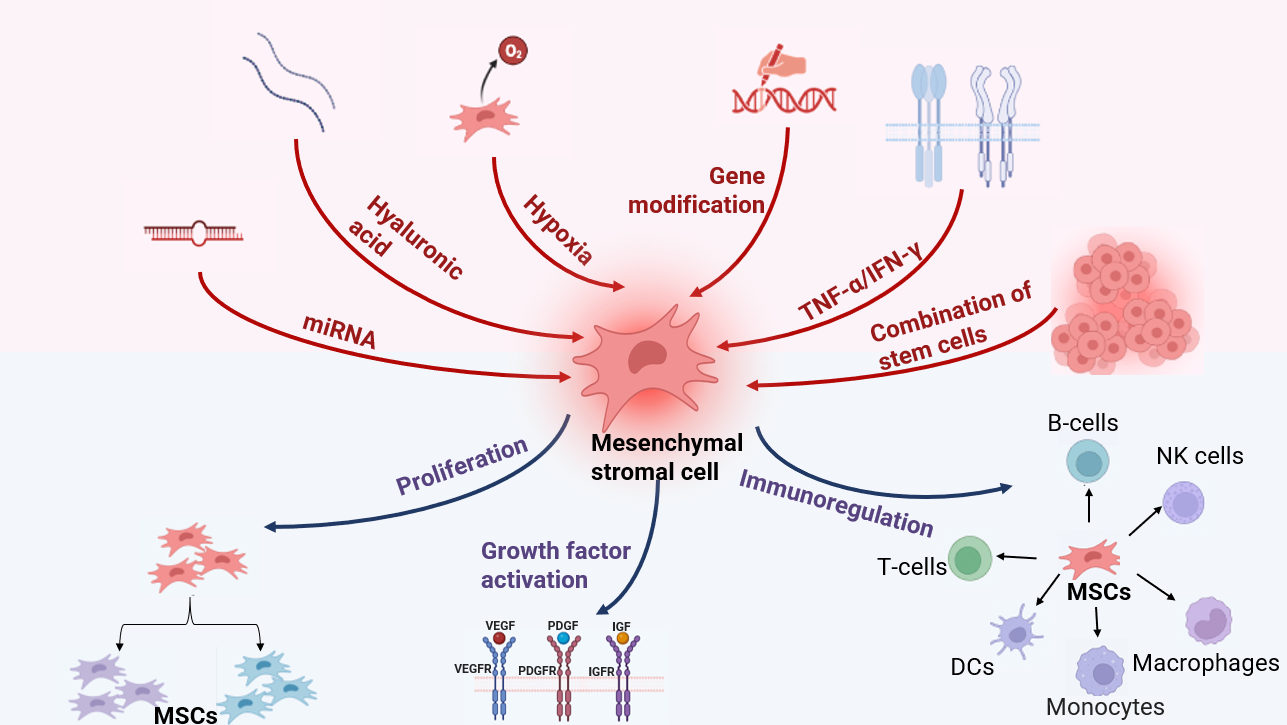 O₂
Gene
modification
Hyaluronic
acid
Hypoxia
TNF-α/IFN-γ
miRNA
Combination of
stem cells
Mesenchymal
stromal cell
Proliferation
Immunoregulation
Growth factor
activation
B-cells
NK cells
T-cells
MSCs
DCs
Macrophages
Monocytes
VEGF
PDGF
IGF
VEGFR
PDGFR
IGFR
MSCs